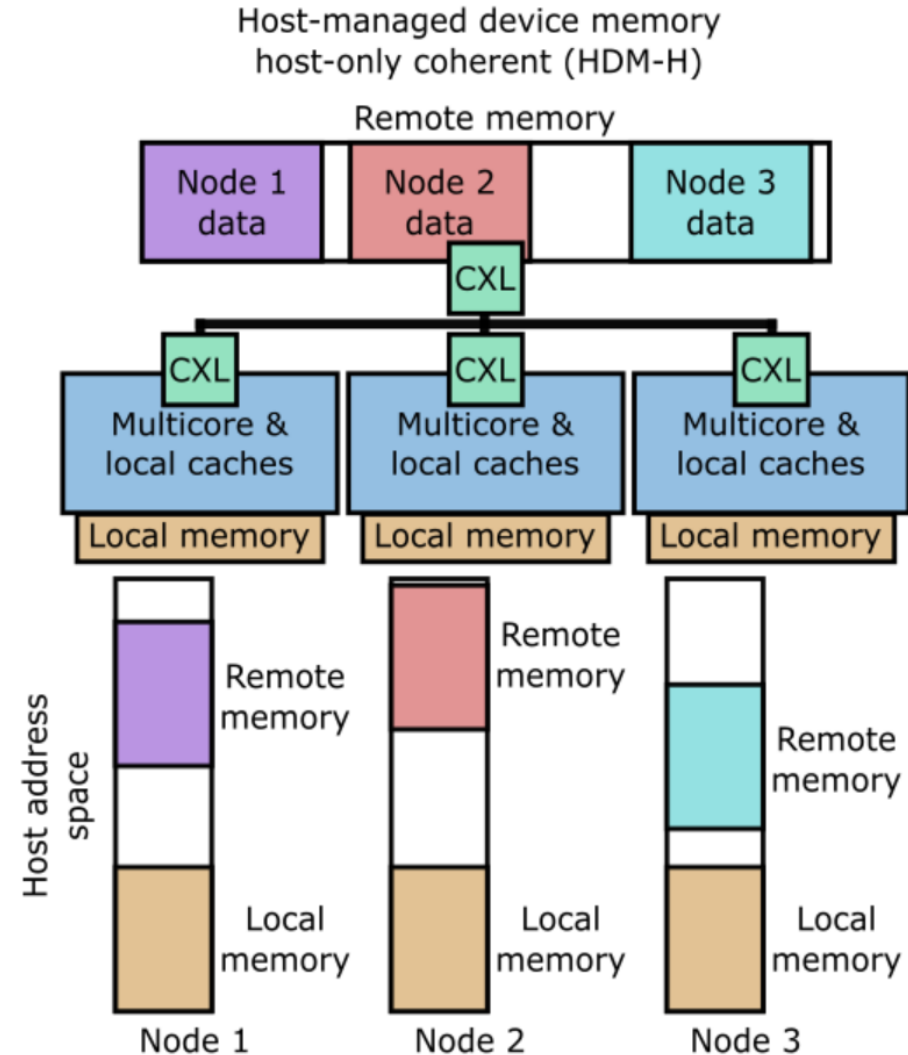 Host-managed device memory
host-only coherent (HDM-H)
Remote memory
Node 1
data
Node 2
data
Node 3
data
CXL
CXL
CXL
CXL
Multicore &
local caches
Multicore &
local caches
Multicore &
local caches
Local memory
Local memory
Local memory
Host address
space
Remote
memory
Local
memory
Node 1
Remote
memory
Local
memory
Node 2
Remote
memory
Local
memory
Node 3